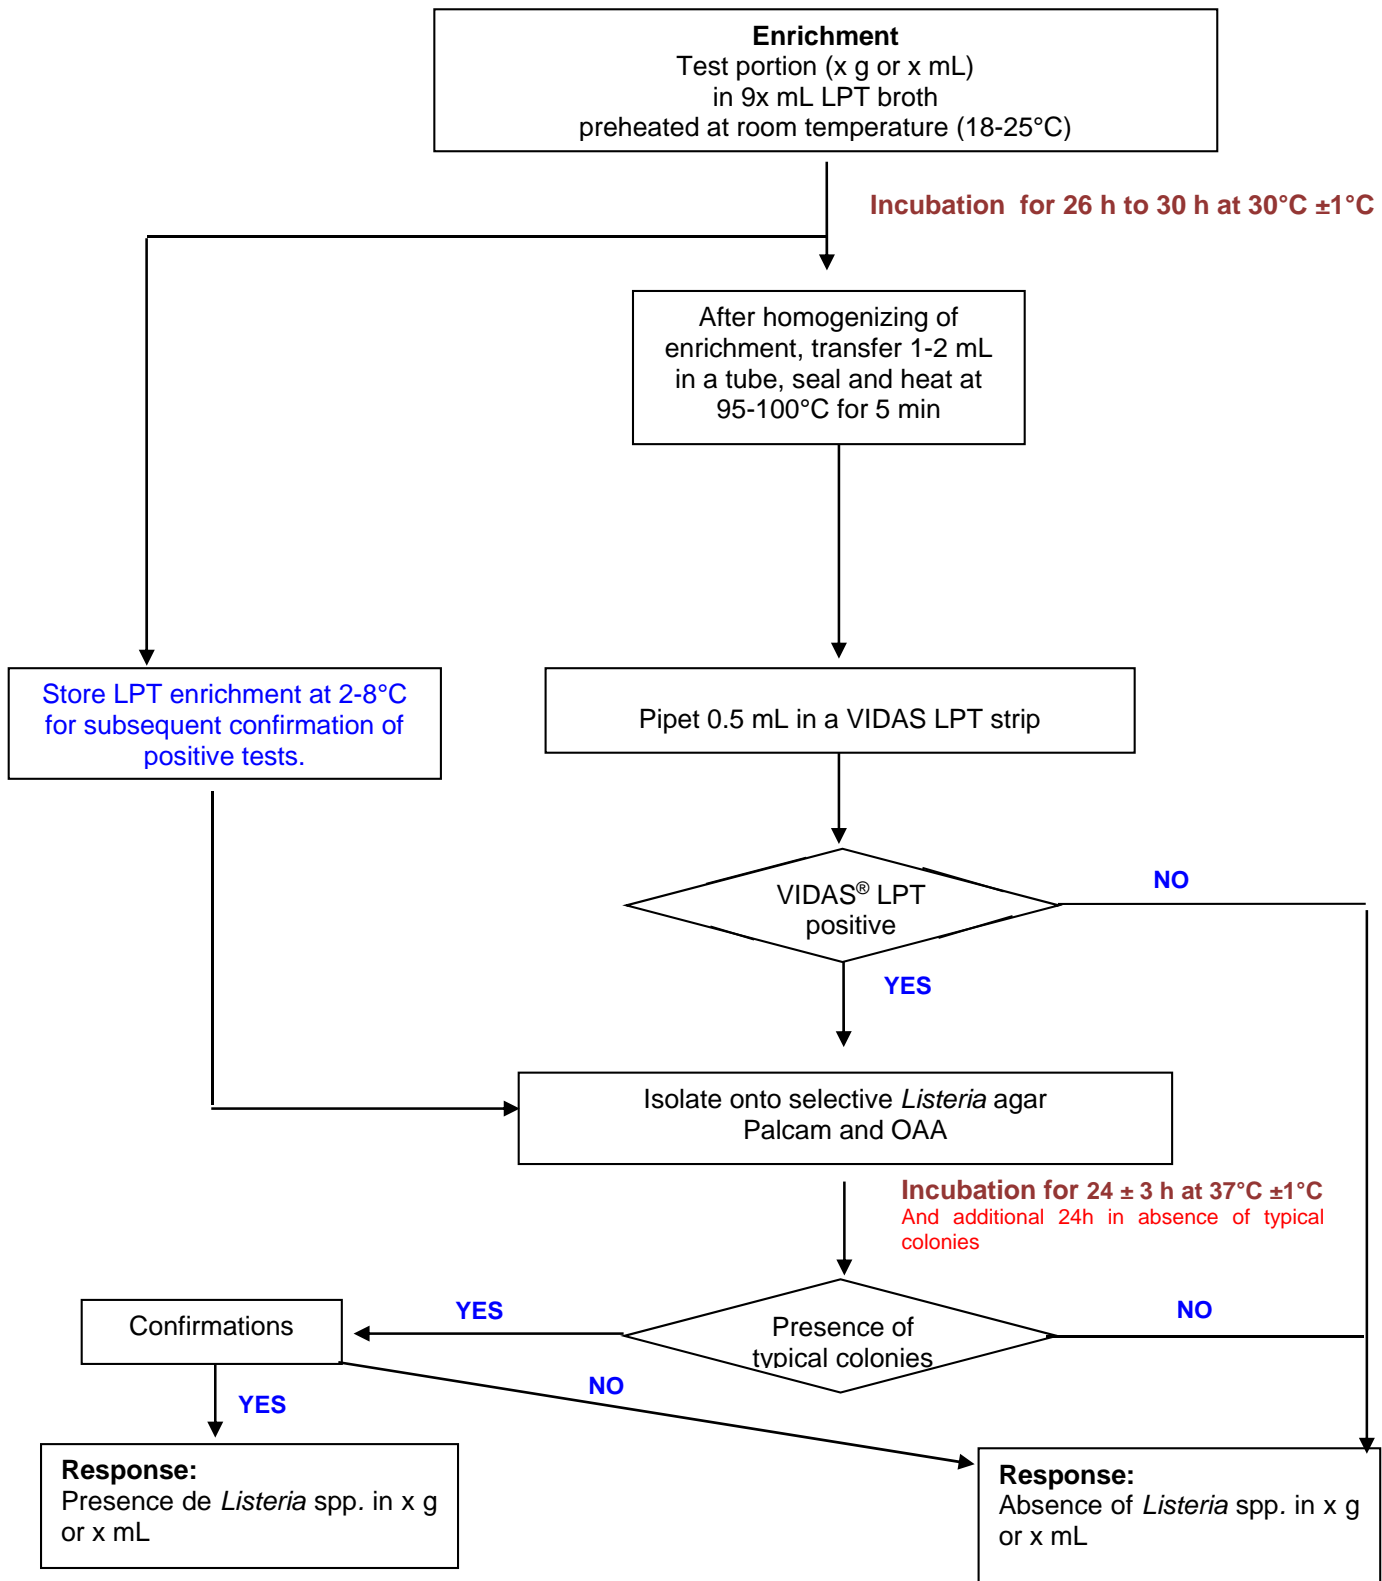 Enrichment
Test portion (x g or x mL)
in 9x mL LPT broth
preheated at room temperature (18-25°C)
Incubation for 26 h to 30 h at 30°C ±1°C
After homogenizing of
enrichment, transfer 1-2 mL
in a tube, seal and heat at
95-100°C for 5 min
Store LPT enrichment at 2-8°C
for subsequent confirmation of
positive tests.
Pipet 0.5 mL in a VIDAS LPT strip
VIDAS® LPT
positive
NO
YES
Isolate onto selective Listeria agar
Palcam and OAA
Incubation for 24 ± 3 h at 37°C ±1°C
And additional 24h in absence of typical
colonies
Presence of
typical colonies
YES
NO
Confirmations
YES
NO
Response:
Presence de Listeria spp. in x g
or x mL
Response:
Absence of Listeria spp. in x g
or x mL